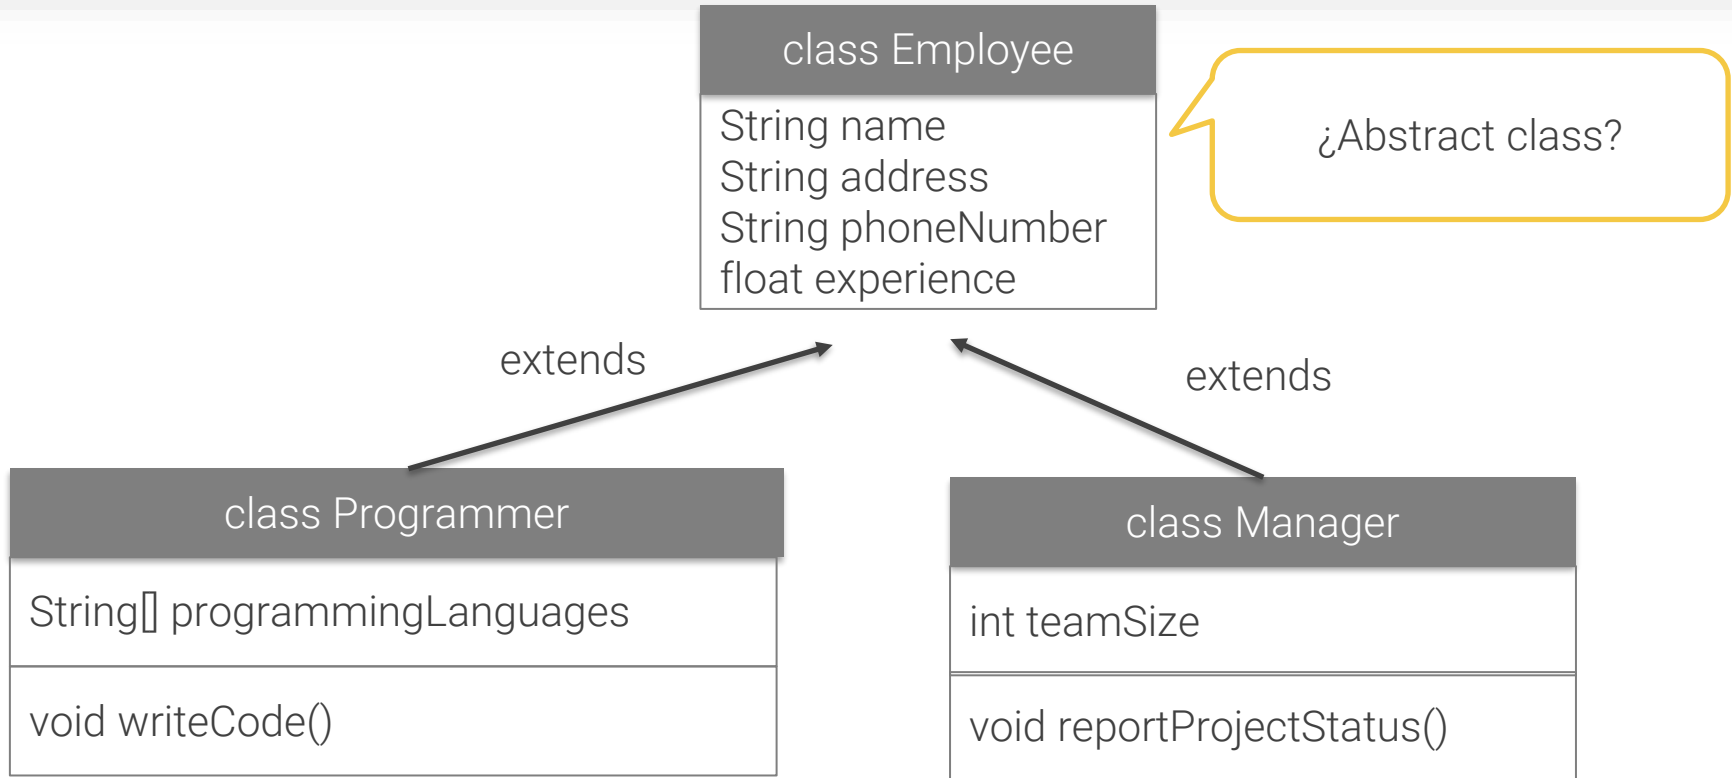 class Employee
String name
String address
String phoneNumber
float experience
¿Abstract class?
extends
extends
class Programmer
String[] programmingLanguages
void writeCode()
class Manager
int teamSize
void reportProjectStatus()